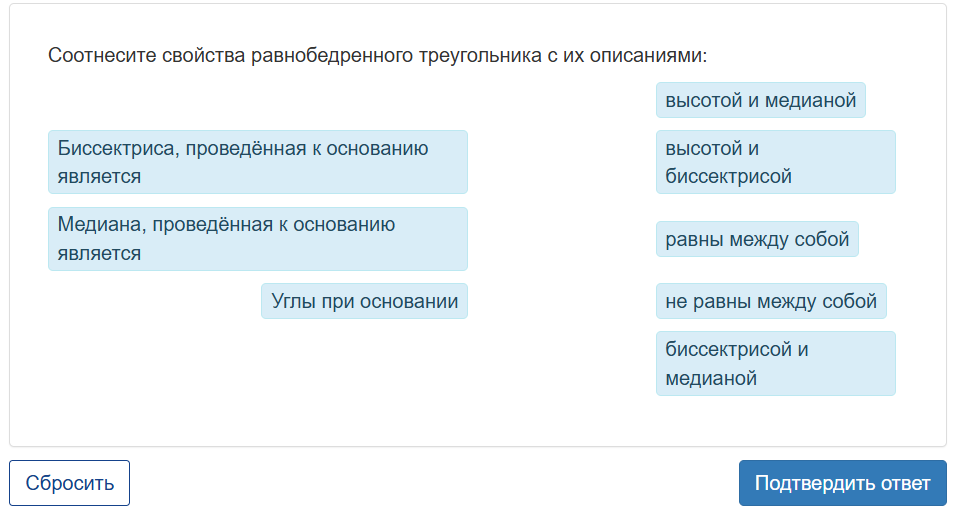 Соотнесите свойства равнобедренного треугольника с их описаниями:
высотой и медианой
Биссектриса, проведённая к основанию
является
высотой и
биссектрисой
Медиана, проведённая к основанию
является
равны между собой
Углы при основании
не равны между собой
биссектрисой и
медианой
Сбросить
Подтвердить ответ